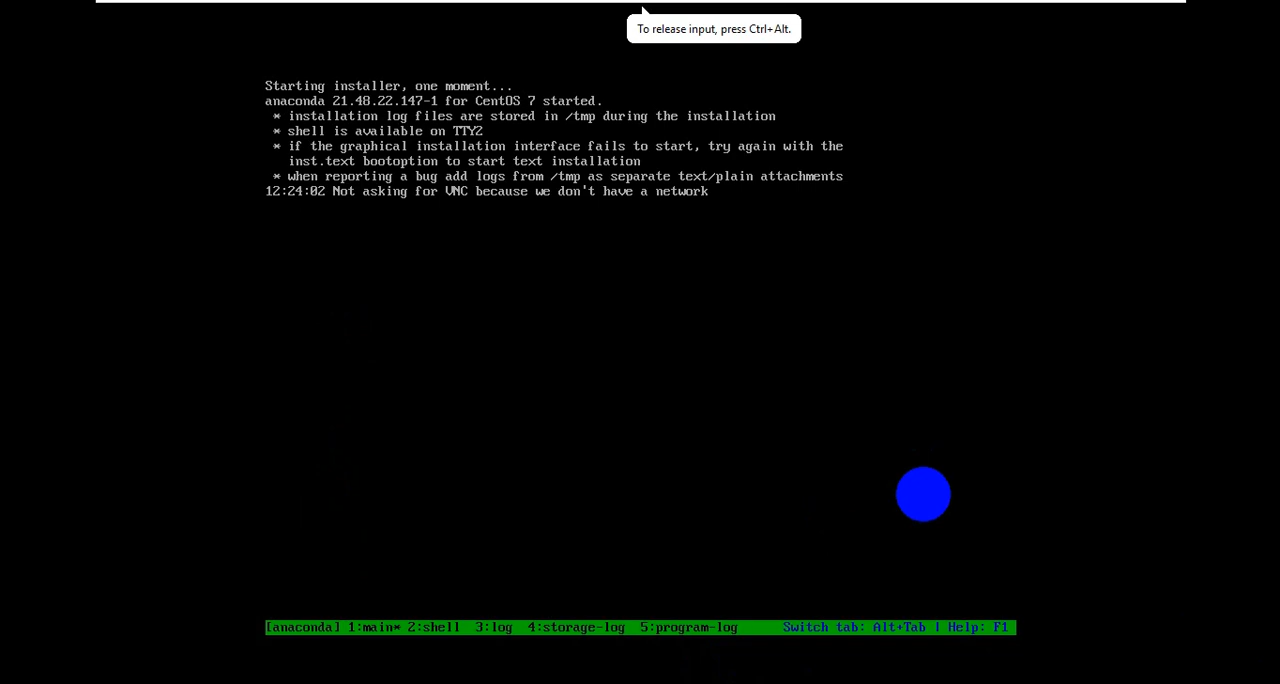 To release input, press Ctrl+Alt.
Starting installer, one moment...
anaconda 21.48.22.147-1 for CentOS 7 started.
* installation log files are stored in /tmp during the installation
* shell is available on TTY2
* if the graphical installation interface fails to start, try again with the
inst.text bootoption to start text installation
* when reporting a bug add logs from /tmp as separate text/plain attachments
12:24:02 Not asking for VNC because we don't have a network
[anaconda] 1:main* 2:shell 3:log 4:storage-log 5:program-log Switch tab: Alt+Tab | Help: F1